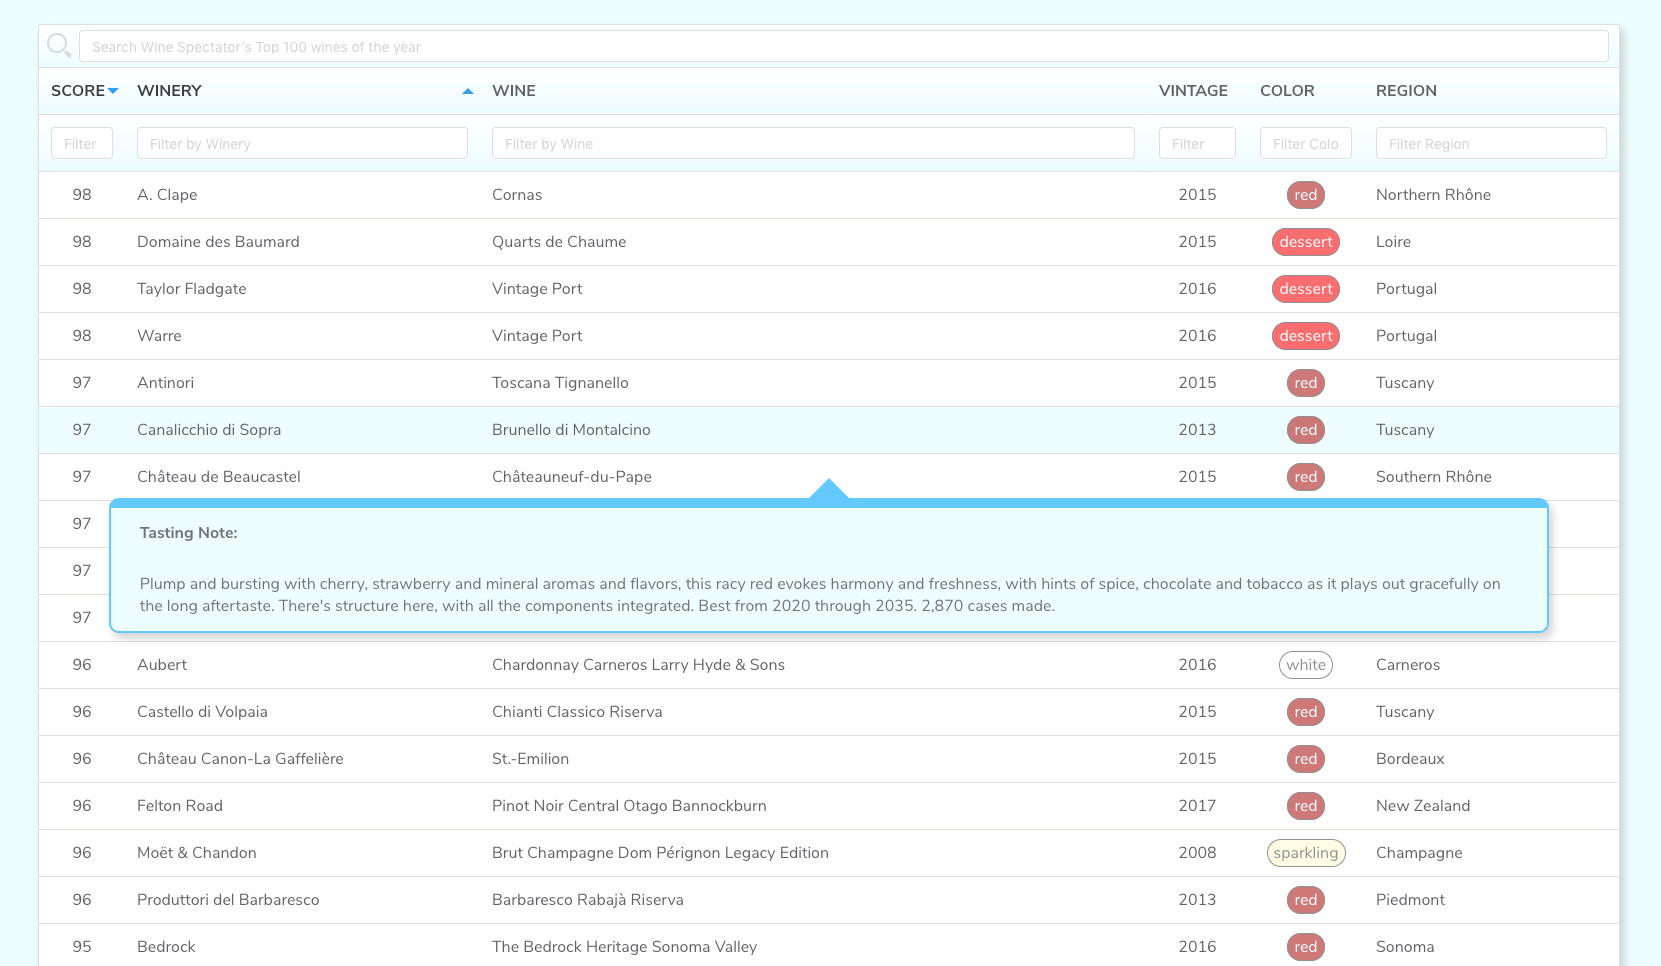 Search Wine Spectator's Top 100 wines of the year
SCORE WINERY WINE VINTAGE COLOR REGION
Filter Filter by Winery Filter by Wine Filter Filter Colo Filter Region
98 A. Clape Cornas 2015 red Northern Rhône
98 Domaine des Baumard Quarts de Chaume 2015 dessert Loire
98 Taylor Fladgate Vintage Port 2016 dessert Portugal
98 Warre Vintage Port 2016 dessert Portugal
97 Antinori Toscana Tignanello 2015 red Tuscany
97 Canalicchio di Sopra Brunello di Montalcino 2013 red Tuscany
97 Château de Beaucastel Châteauneuf-du-Pape 2015 red Southern Rhône
97
Tasting Note:
97
Plump and bursting with cherry, strawberry and mineral aromas and flavors, this racy red evokes harmony and freshness, with hints of spice, chocolate and tobacco as it plays out gracefully on
the long aftertaste. There's structure here, with all the components integrated. Best from 2020 through 2035. 2,870 cases made.
97
96 Aubert Chardonnay Carneros Larry Hyde & Sons 2016 white Carneros
96 Castello di Volpaia Chianti Classico Riserva 2015 red Tuscany
96 Château Canon-La Gaffelière St.-Emilion 2015 red Bordeaux
96 Felton Road Pinot Noir Central Otago Bannockburn 2017 red New Zealand
96 Moët & Chandon Brut Champagne Dom Pérignon Legacy Edition 2008 sparkling Champagne
96 Produttori del Barbaresco Barbaresco Rabajà Riserva 2013 red Piedmont
95 Bedrock The Bedrock Heritage Sonoma Valley 2016 red Sonoma